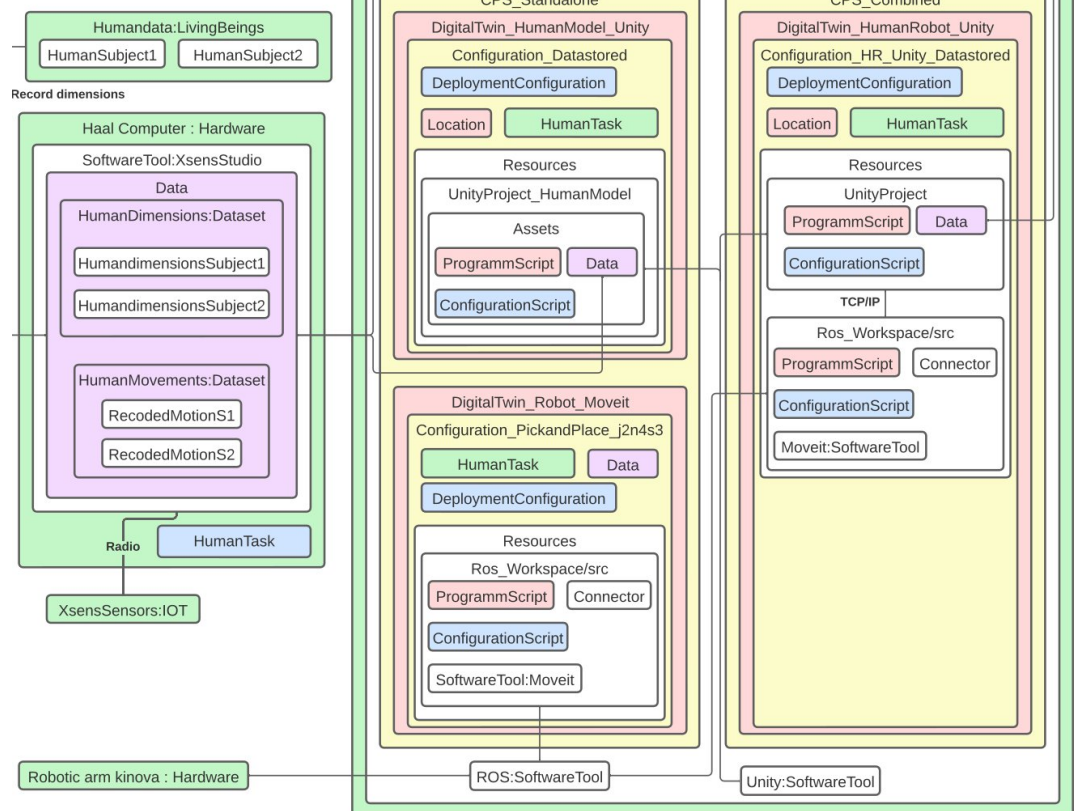 Humandata:LivingBeings
HumanSubject1
HumanSubject2
Record dimensions
Haal Computer : Hardware
SoftwareTool:XsensStudio
Data
HumanDimensions:Dataset
HumandimensionsSubject1
HumandimensionsSubject2
HumanMovements:Dataset
RecodedMotionS1
RecodedMotionS2
HumanTask
Radio
XsensSensors:IOT
Robotic arm kinova : Hardware
CPS_Standalone
DigitalTwin_HumanModel_Unity
Configuration_Datastored
DeploymentConfiguration
Location
HumanTask
Resources
UnityProject_HumanModel
Assets
ProgrammScript
Data
ConfigurationScript
DigitalTwin_Robot_Moveit
Configuration_PickandPlace_j2n4s3
HumanTask
Data
DeploymentConfiguration
Resources
Ros_Workspace/src
ProgrammScript
Connector
ConfigurationScript
SoftwareTool:Moveit
ROS:SoftwareTool
CPS_Combined
DigitalTwin_HumanRobot_Unity
Configuration_HR_Unity_Datastored
DeploymentConfiguration
Location
HumanTask
Resources
UnityProject
ProgrammScript
Data
ConfigurationScript
TCP/IP
Ros_Workspace/src
ProgrammScript
Connector
ConfigurationScript
Moveit:SoftwareTool
Unity:SoftwareTool